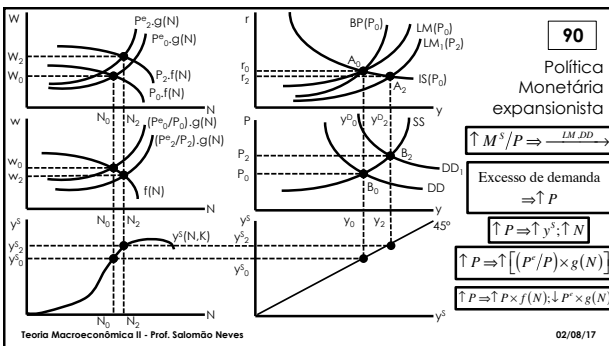 W
Pᵉ₂.g(N)
Pᵉ₀.g(N)
W₂
W₀
P₂.f(N)
P₀.f(N)
N
N₀ N₂
r
BP(P₀)
LM(P₀)
LM₁(P₂)
A₀
r₀
r₂
A₂
IS(P₀)
y
yᴰ₀ yᴰ₂
w
(Pᵉ₀/P₀).g(N)
(Pᵉ₂/P₂).g(N)
w₀
w₂
f(N)
N
P
SS
P₂
B₂
P₀
DD₁
B₀
DD
y₀ y₂
y
yˢ
yˢ(N,K)
yˢ₂
yˢ₀
N₀ N₂
N
yˢ
45º
yˢ₂
yˢ₀
yˢ
90
Política
Monetária
expansionista
↑ Mˢ/P ⇒ LM,DD →
Excesso de demanda
⇒↑ P
↑ P ⇒↑ yˢ;↑ N
↑ P ⇒↑ [(Pᵉ/P)× g(N)]
↑ P ⇒↑ P× f(N);↓ Pᵉ× g(N)
Teoria Macroeconômica II - Prof. Salomão Neves
02/08/17